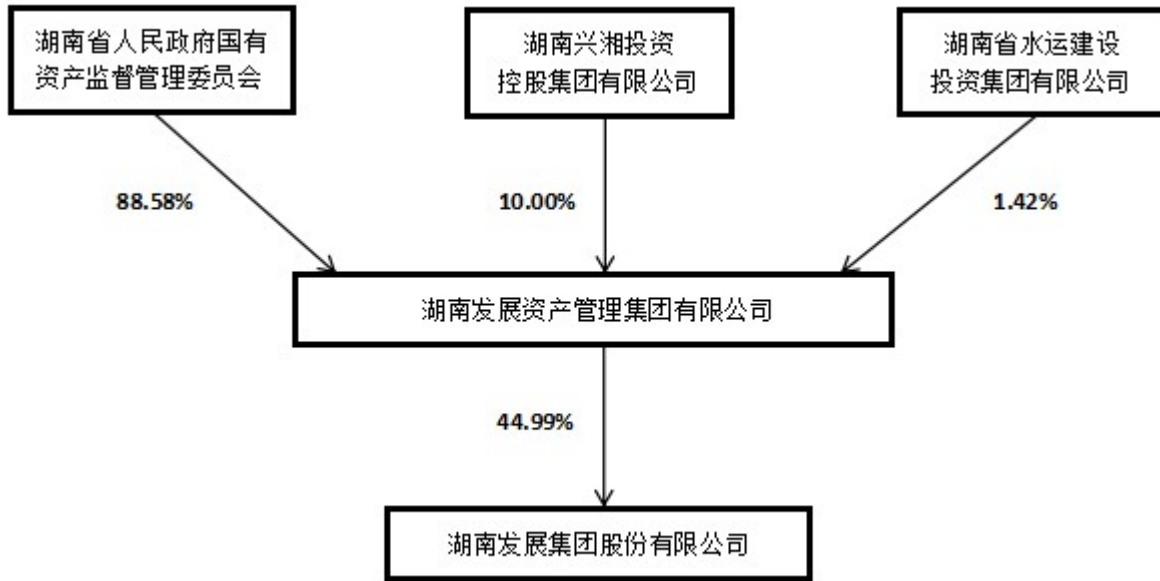 湖南省人民政府国有
资产监督管理委员会
湖南兴湘投资
控股集团有限公司
湖南省水运建设
投资集团有限公司
88.58%
10.00%
1.42%
湖南发展资产管理集团有限公司
44.99%
湖南发展集团股份有限公司